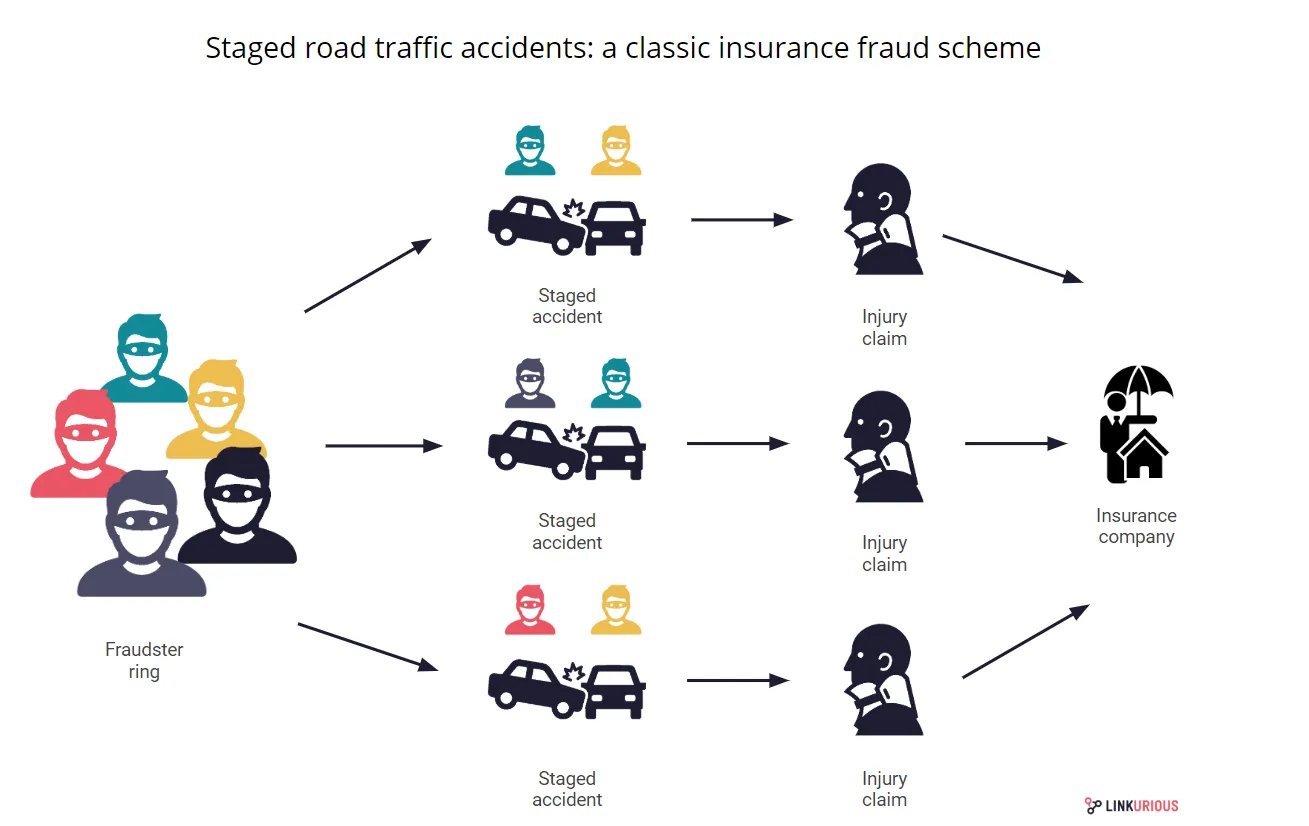 Staged road traffic accidents: a classic insurance fraud scheme
Staged
accident
Injury
claim
Staged
accident
Injury
claim
Insurance
company
Fraudster
ring
Staged
accident
Injury
claim
LINKURIOUS